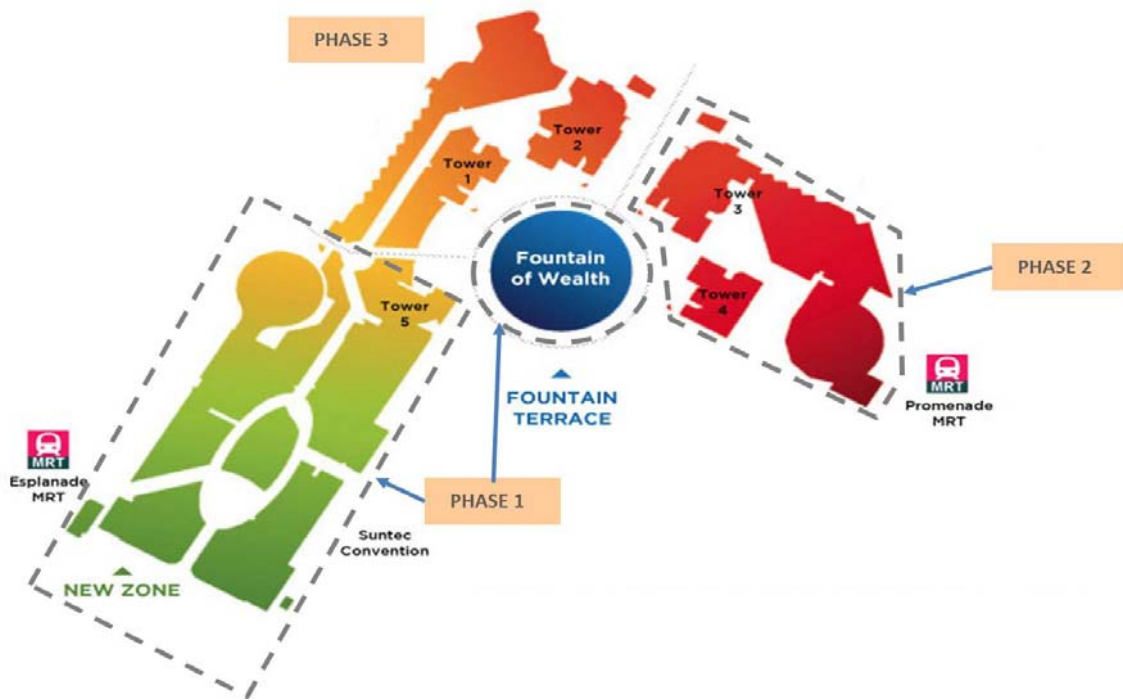 PHASE 3
Tower
2
Tower
1
Tower
3
Fountain
of Wealth
PHASE 2
Tower
4
Tower
5
FOUNTAIN
TERRACE
MRT
Promenade
MRT
MRT
Esplanade
MRT
PHASE 1
Suntec
Convention
NEW ZONE